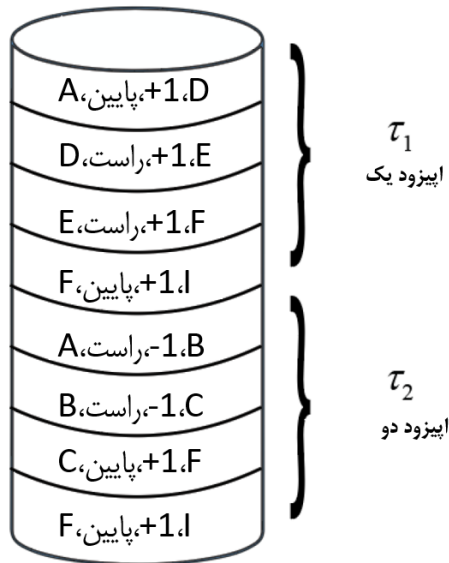 A،پایین،+1،D
D،راست،+1،E
E،راست،+1،F
F،پایین،+1،I
A،راست،-1،B
B،راست،-1،C
C،پایین،+1،F
F،پایین،+1،I
τ₁
اپیزود یک
τ₂
اپیزود دو